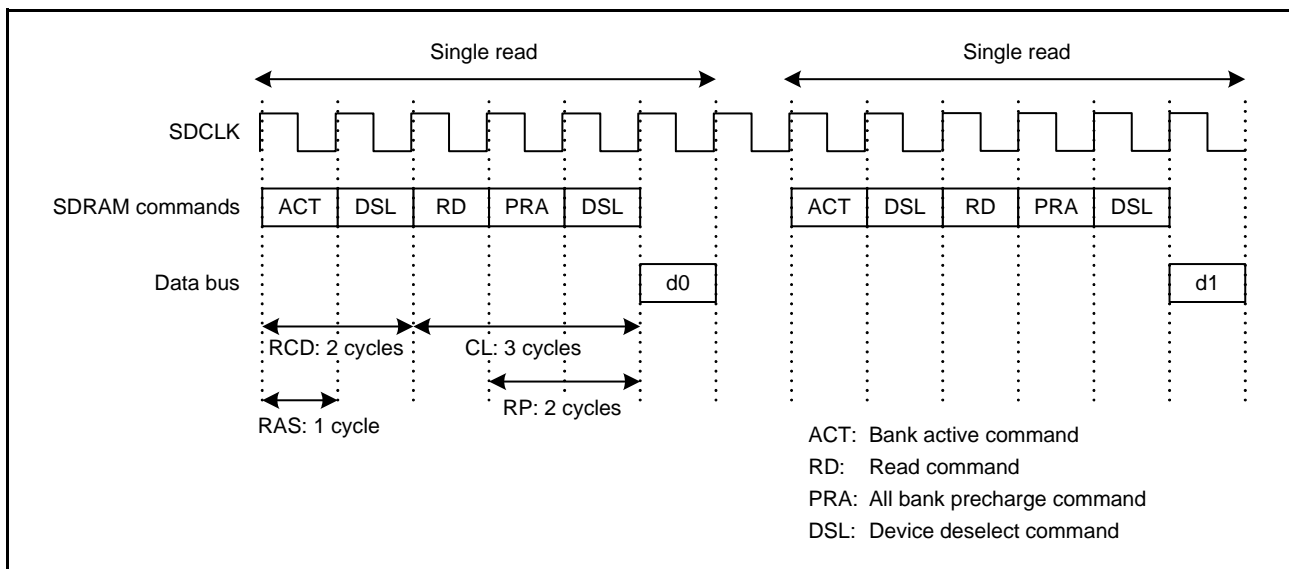 Single read Single read
SDCLK
SDRAM commands ACT DSL RD PRA DSL ACT DSL RD PRA DSL
Data bus d0 d1
RCD: 2 cycles CL: 3 cycles
RP: 2 cycles
RAS: 1 cycle
ACT: Bank active command
RD: Read command
PRA: All bank precharge command
DSL: Device deselect command